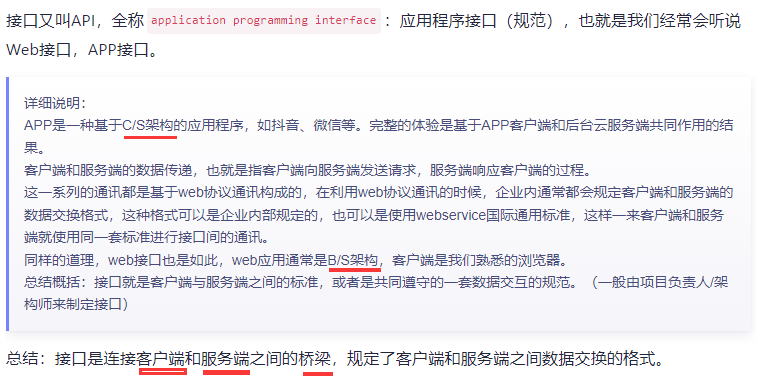 接口又叫API，全称 application programming interface ：应用程序接口（规范），也就是我们经常会听说
Web接口，APP接口。
详细说明：
APP是一种基于C/S架构的应用程序，如抖音、微信等。完整的体验是基于APP客户端和后台云服务端共同作用的结
果。
客户端和服务端的数据传递，也就是指客户端向服务端发送请求，服务端响应客户端的过程。
这一系列的通讯都是基于web协议通讯构成的，在利用web协议通讯的时候，企业内通常都会规定客户端和服务端的
数据交换格式，这种格式可以是企业内部规定的，也可以是使用webservice国际通用标准，这样一来客户端和服务
端就使用同一套标准进行接口间的通讯。
同样的道理，web接口也是如此，web应用通常是B/S架构，客户端是我们熟悉的浏览器。
总结概括：接口就是客户端与服务端之间的标准，或者是共同遵守的一套数据交互的规范。（一般由项目负责人/架
构师来制定接口）
总结：接口是连接客户端和服务端之间的桥梁，规定了客户端和服务端之间数据交换的格式。